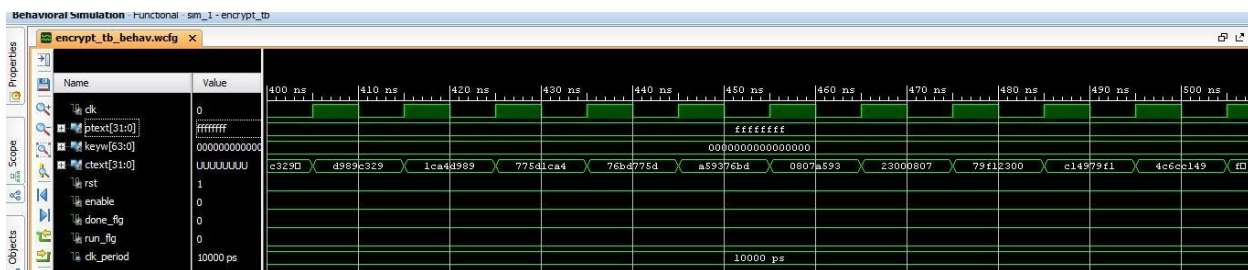 Behavioral Simulation - Functional - sim_1 - encrypt_tb
encrypt_tb_behav.wcfg
Properties
Scope
Objects
Name Value
400 ns 410 ns 420 ns 430 ns 440 ns 450 ns 460 ns 470 ns 480 ns 490 ns 500 ns
clk 0
ptext[31:0] ffffffff ffffffff
keyw[63:0] 000000000000 0000000000000000
ctext[31:0] UUUUUUUU c329 d989c329 1ca4d989 775d1ca4 76bd775d a59376bd 0807a593 23000807 79f12300 c14979f1 4c6cc149 f
rst 1
enable 0
done_flg 0
run_flg 0
clk_period 10000 ps 10000 ps